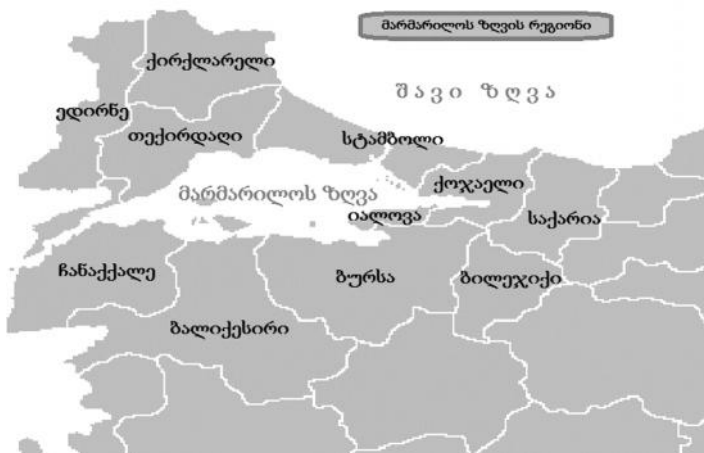 მარმარილოს ზღვის რეგიონი
ქირქლარელი
შავი ზღვა
ედირნე
თექირდაღი
სტამბოლი
ქოჯაელი
მარმარილოს ზღვა
იალოვა
საქარია
ჩანაქქალე
ბურსა
ბილეჯიქი
ბალიქესირი